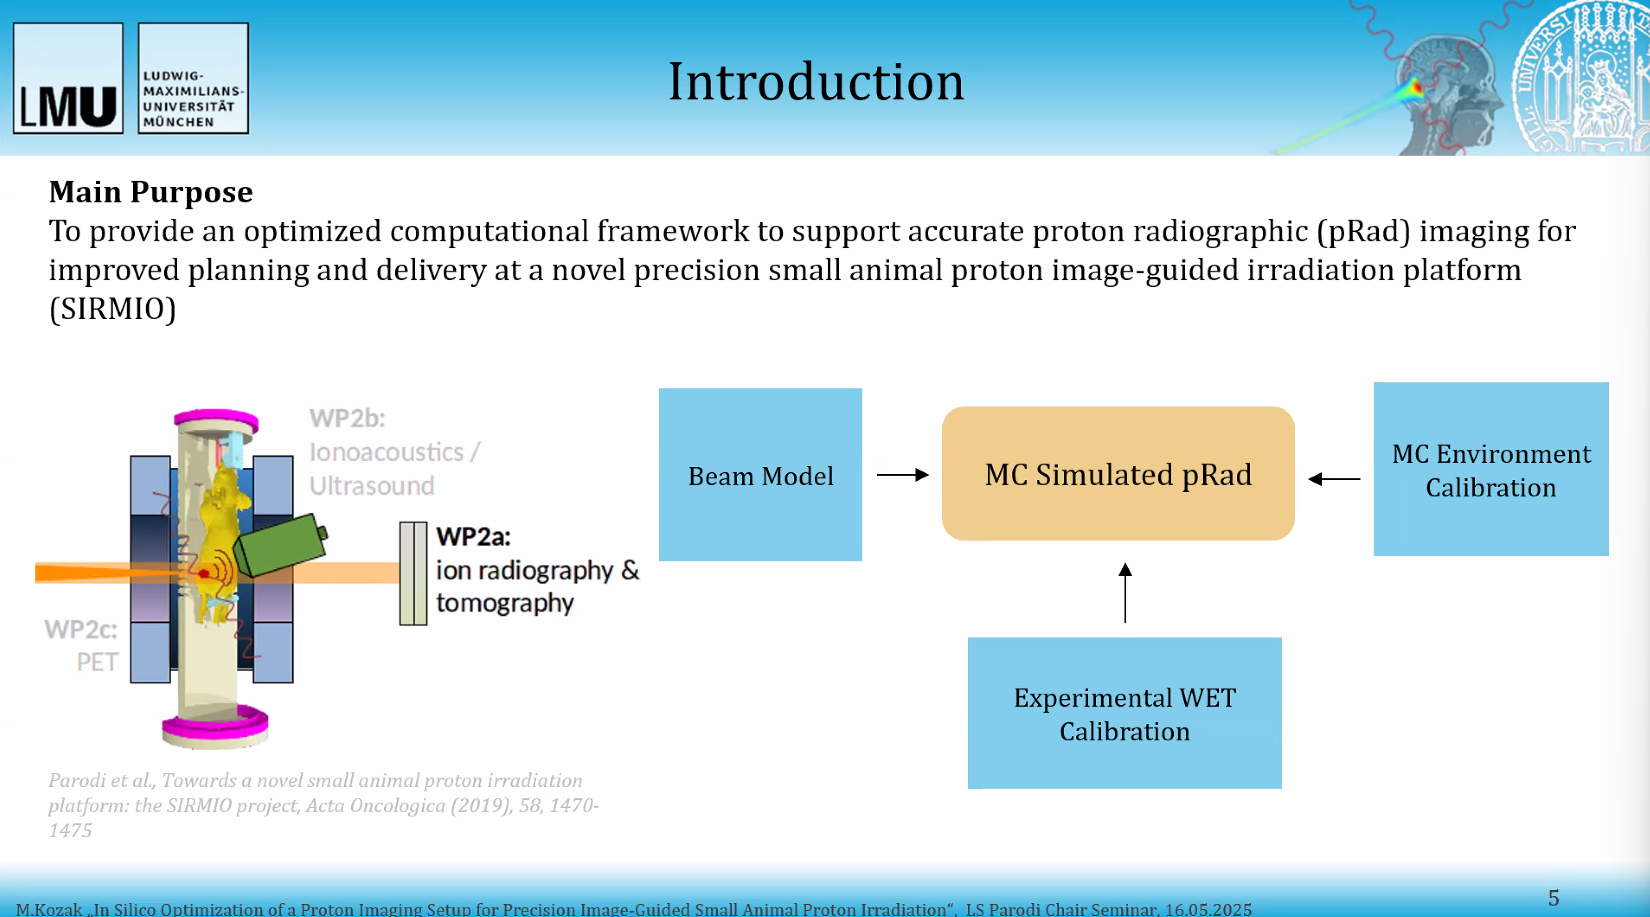 LMU
LUDWIG-
MAXIMILIANS-
UNIVERSITÄT
MÜNCHEN
Introduction
Main Purpose
To provide an optimized computational framework to support accurate proton radiographic (pRad) imaging for
improved planning and delivery at a novel precision small animal proton image-guided irradiation platform
(SIRMIO)
WP2b:
Ionoacoustics /
Ultrasound
WP2a:
ion radiography &
tomography
WP2c:
PET
Beam Model
MC Simulated pRad
MC Environment
Calibration
Experimental WET
Calibration
Parodi et al., Towards a novel small animal proton irradiation
platform: the SIRMIO project, Acta Oncologica (2019), 58, 1470-
1475
M.Kozak „In Silico Optimization of a Proton Imaging Setup for Precision Image-Guided Small Animal Proton Irradiation“, LS Parodi Chair Seminar, 16.05.2025
5